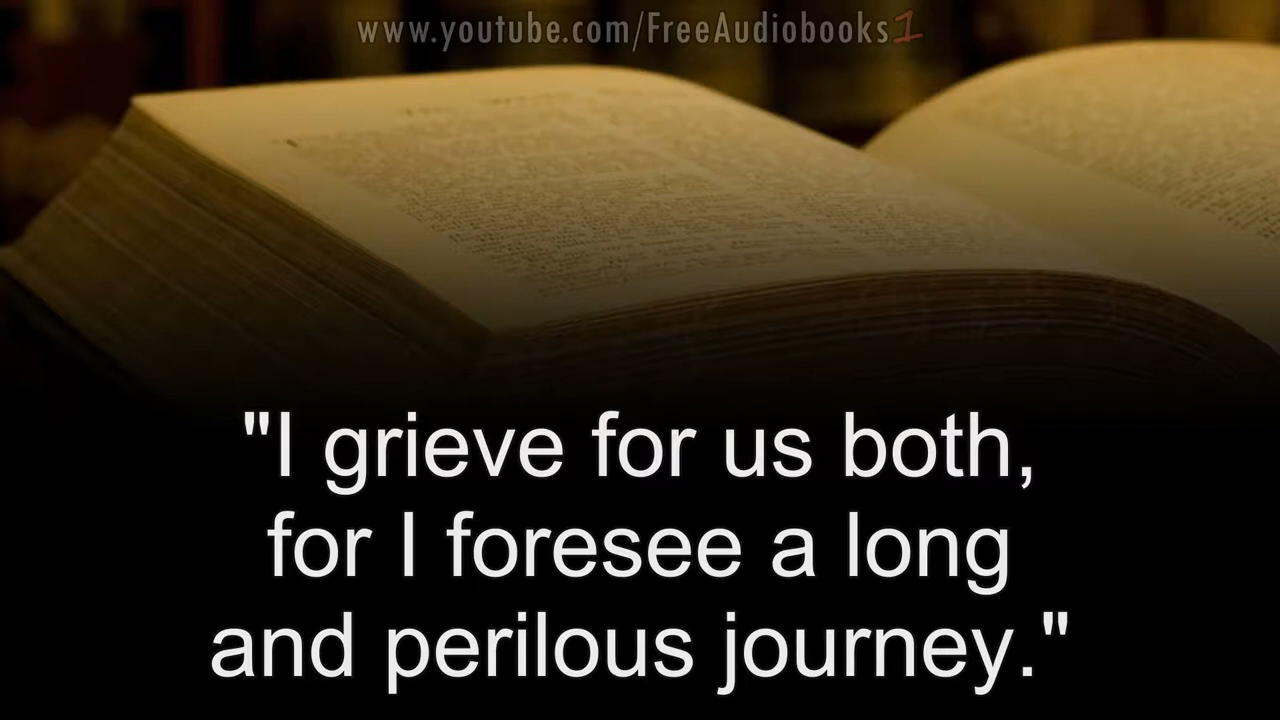 www.youtube.com/FreeAudiobooks1
"I grieve for us both,
for I foresee a long
and perilous journey."